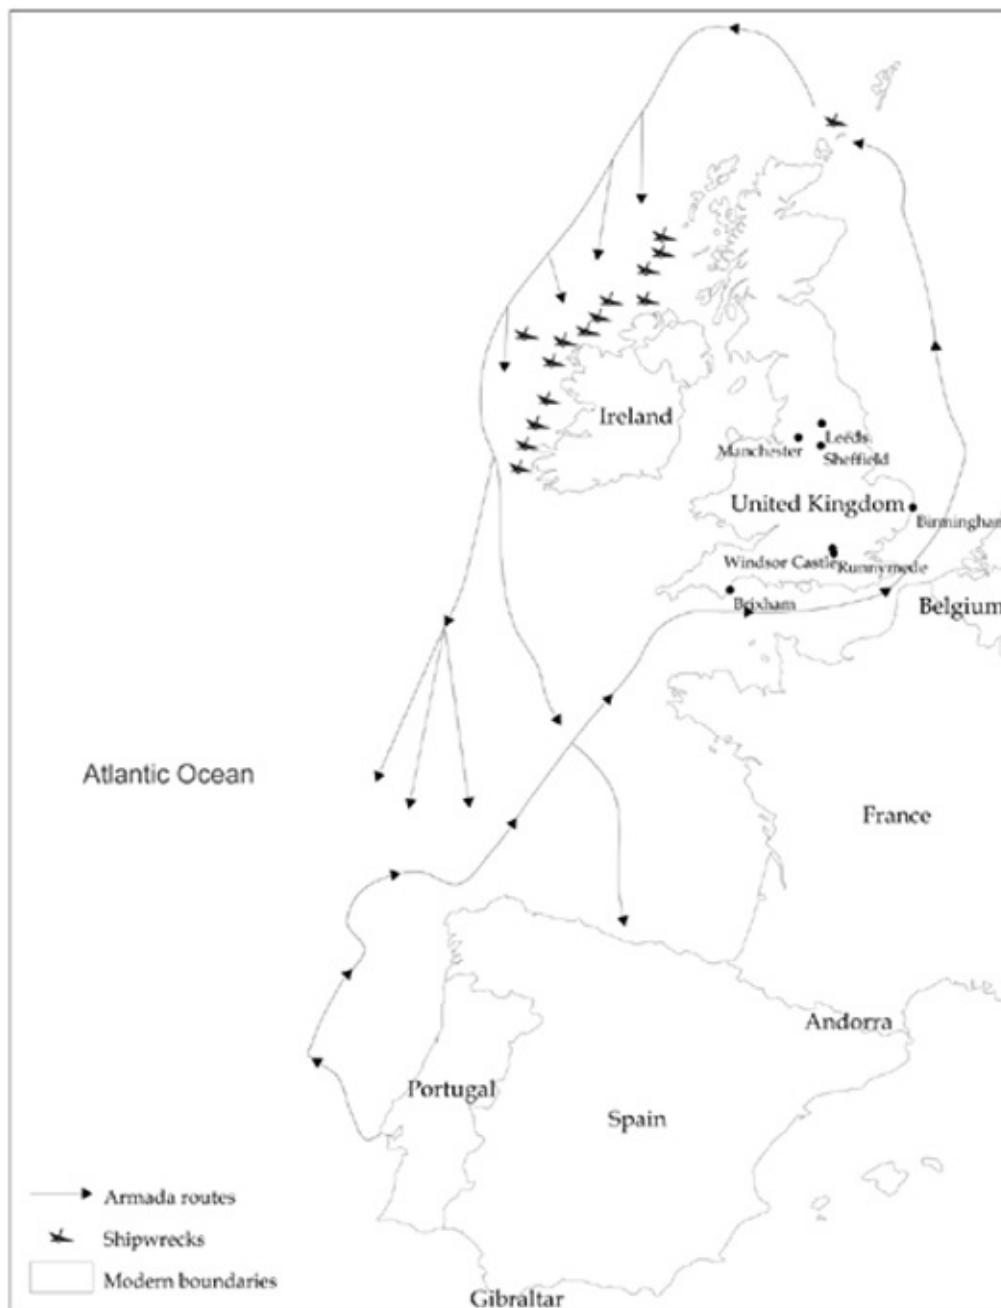 Ireland
Leeds
Manchester
Sheffield
United Kingdom
Birmingham
Windsor Castle
Runnymede
Brixham
Belgium
Atlantic Ocean
France
Andorra
Portugal
Spain
Armada routes
Shipwrecks
Modern boundaries
Gibraltar